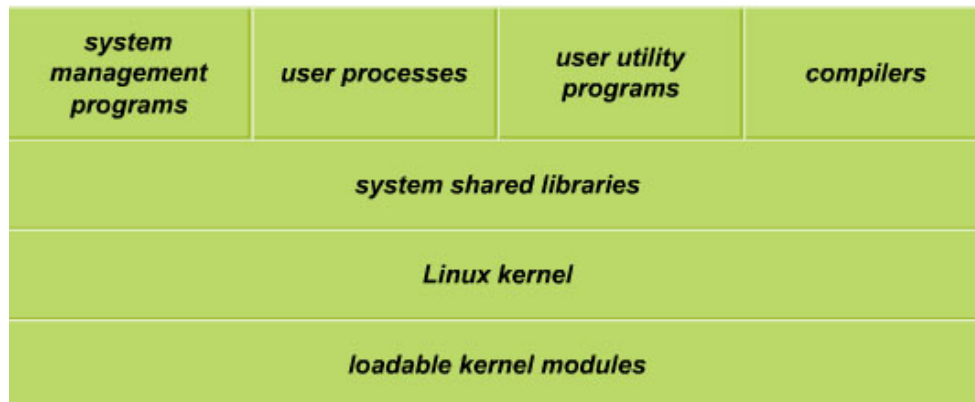 system
management
programs
user processes
user utility
programs
compilers
system shared libraries
Linux kernel
loadable kernel modules